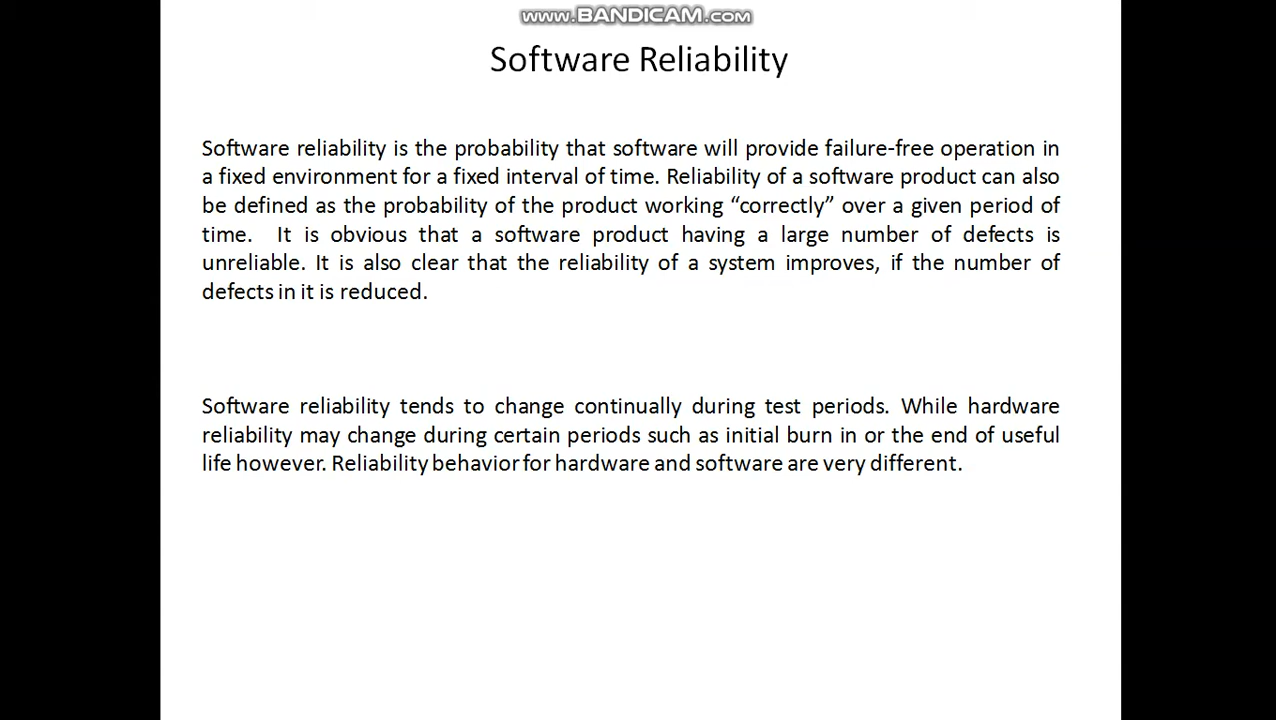 www.BANDICAM.com
Software Reliability
Software reliability is the probability that software will provide failure-free operation in
a fixed environment for a fixed interval of time. Reliability of a software product can also
be defined as the probability of the product working “correctly” over a given period of
time.  It is obvious that a software product having a large number of defects is
unreliable. It is also clear that the reliability of a system improves, if the number of
defects in it is reduced.
Software reliability tends to change continually during test periods. While hardware
reliability may change during certain periods such as initial burn in or the end of useful
life however. Reliability behavior for hardware and software are very different.